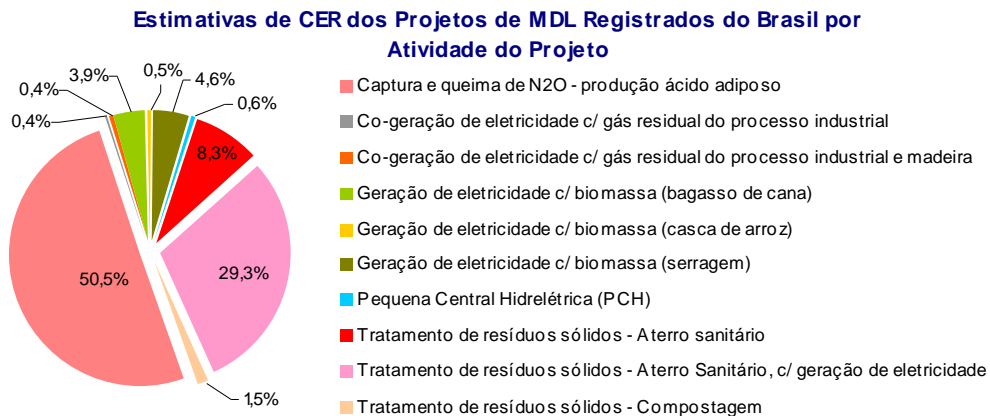 Estimativas de CER dos Projetos de MDL Registrados do Brasil por
Atividade do Projeto
0,4%
0,4%
3,9%
0,5%
4,6%
0,6%
8,3%
29,3%
1,5%
50,5%
Captura e queima de N2O - produção ácido adiposo
Co-geração de eletricidade c/ gás residual do processo industrial
Co-geração de eletricidade c/ gás residual do processo industrial e madeira
Geração de eletricidade c/ biomassa (bagasso de cana)
Geração de eletricidade c/ biomassa (casca de arroz)
Geração de eletricidade c/ biomassa (serragem)
Pequena Central Hidrelétrica (PCH)
Tratamento de resíduos sólidos - Aterro sanitário
Tratamento de resíduos sólidos - Aterro Sanitário, c/ geração de eletricidade
Tratamento de resíduos sólidos - Compostagem